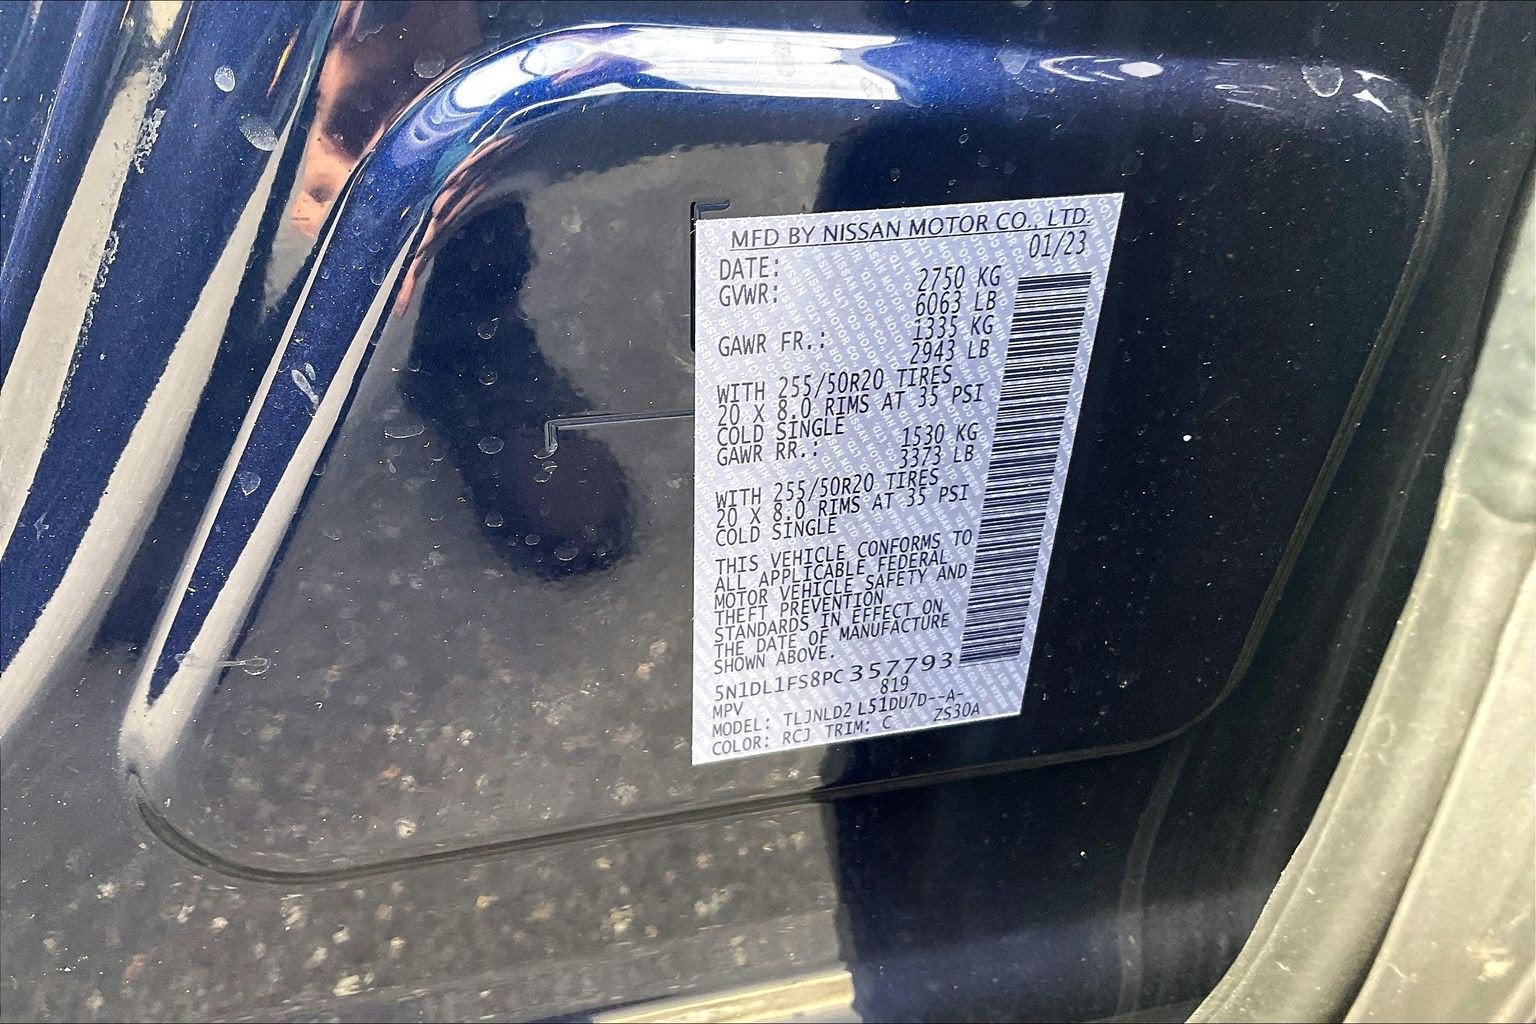 MFD BY NISSAN MOTOR CO., LTD.
DATE: 01/23
GVWR: 2750 KG
6063 LB
GAWR FR.: 1335 KG
2943 LB
WITH 255/50R20 TIRES
20 X 8.0 RIMS AT 35 PSI
COLD SINGLE
GAWR RR.: 1530 KG
3373 LB
WITH 255/50R20 TIRES
20 X 8.0 RIMS AT 35 PSI
COLD SINGLE
THIS VEHICLE CONFORMS TO
ALL APPLICABLE FEDERAL
MOTOR VEHICLE SAFETY AND
THEFT PREVENTION
STANDARDS IN EFFECT ON
THE DATE OF MANUFACTURE
SHOWN ABOVE.
5N1DL1FS8PC357793
MPV 819
MODEL: TLJNLD2 L51DU7D--A-
COLOR: RCJ TRIM: C ZS30A